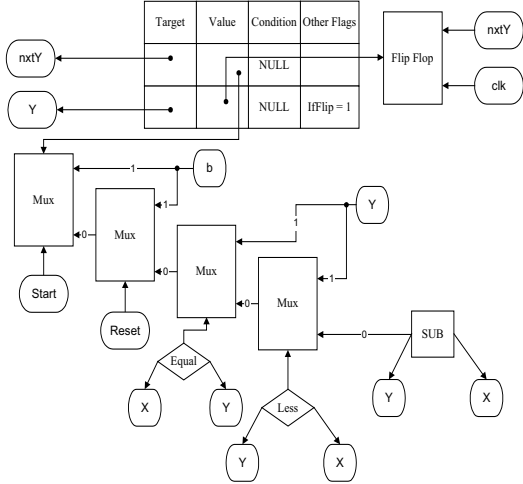 Target Value Condition Other Flags
nxtY
NULL
Flip Flop
nxtY
clk
Y
NULL
IfFlip = 1
Mux
1
b
0
Mux
1
Start
Reset
0
Mux
1
Y
0
Mux
1
0
SUB
Equal
X
Y
Less
Y
X
Y
X